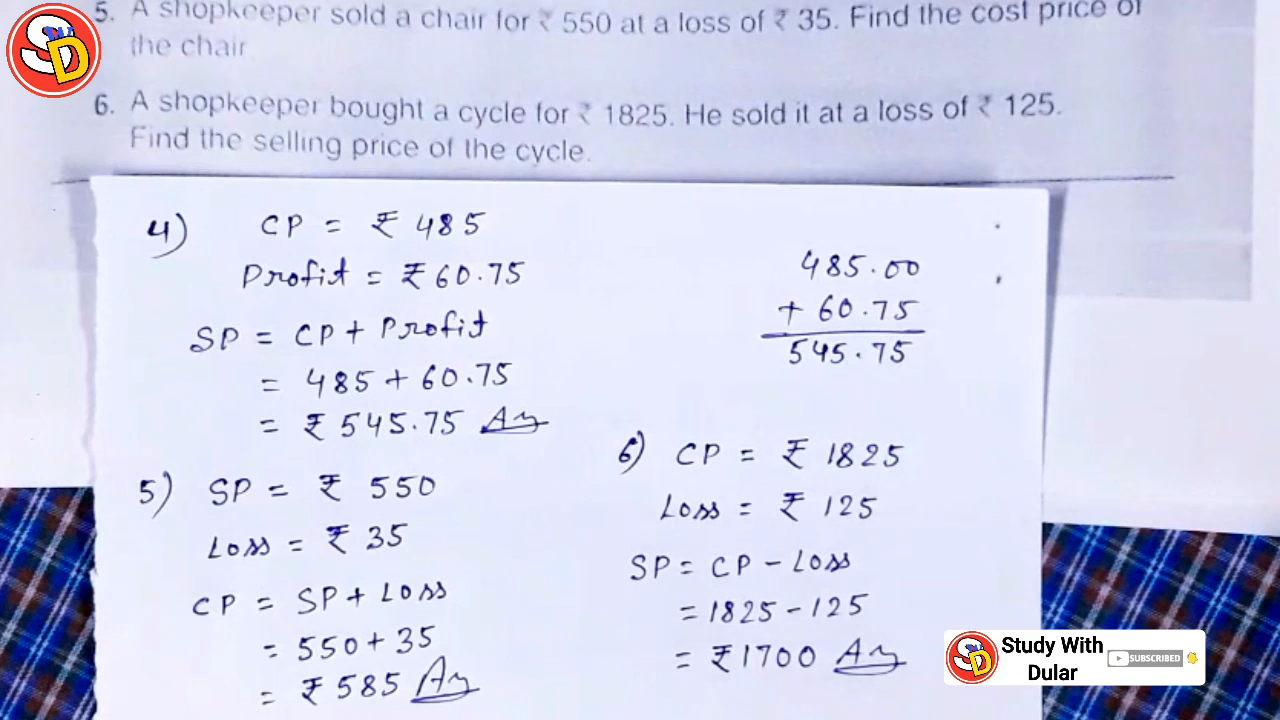 5. A shopkeeper sold a chair for ₹ 550 at a loss of ₹ 35. Find the cost price of
the chair
6. A shopkeeper bought a cycle for ₹ 1825. He sold it at a loss of ₹ 125.
Find the selling price of the cycle.
4) CP = ₹ 485
Profit = ₹ 60.75
SP = CP + Profit
= 485 + 60.75
= ₹ 545.75 Ans
485.00
+ 60.75
545.75
5) SP = ₹ 550
Loss = ₹ 35
CP = SP + Loss
= 550 + 35
= ₹ 585 Ans
6) CP = ₹ 1825
Loss = ₹ 125
SP = CP - Loss
= 1825 - 125
= ₹ 1700 Ans
SWD
SWD
Study With
Dular
SUBSCRIBED